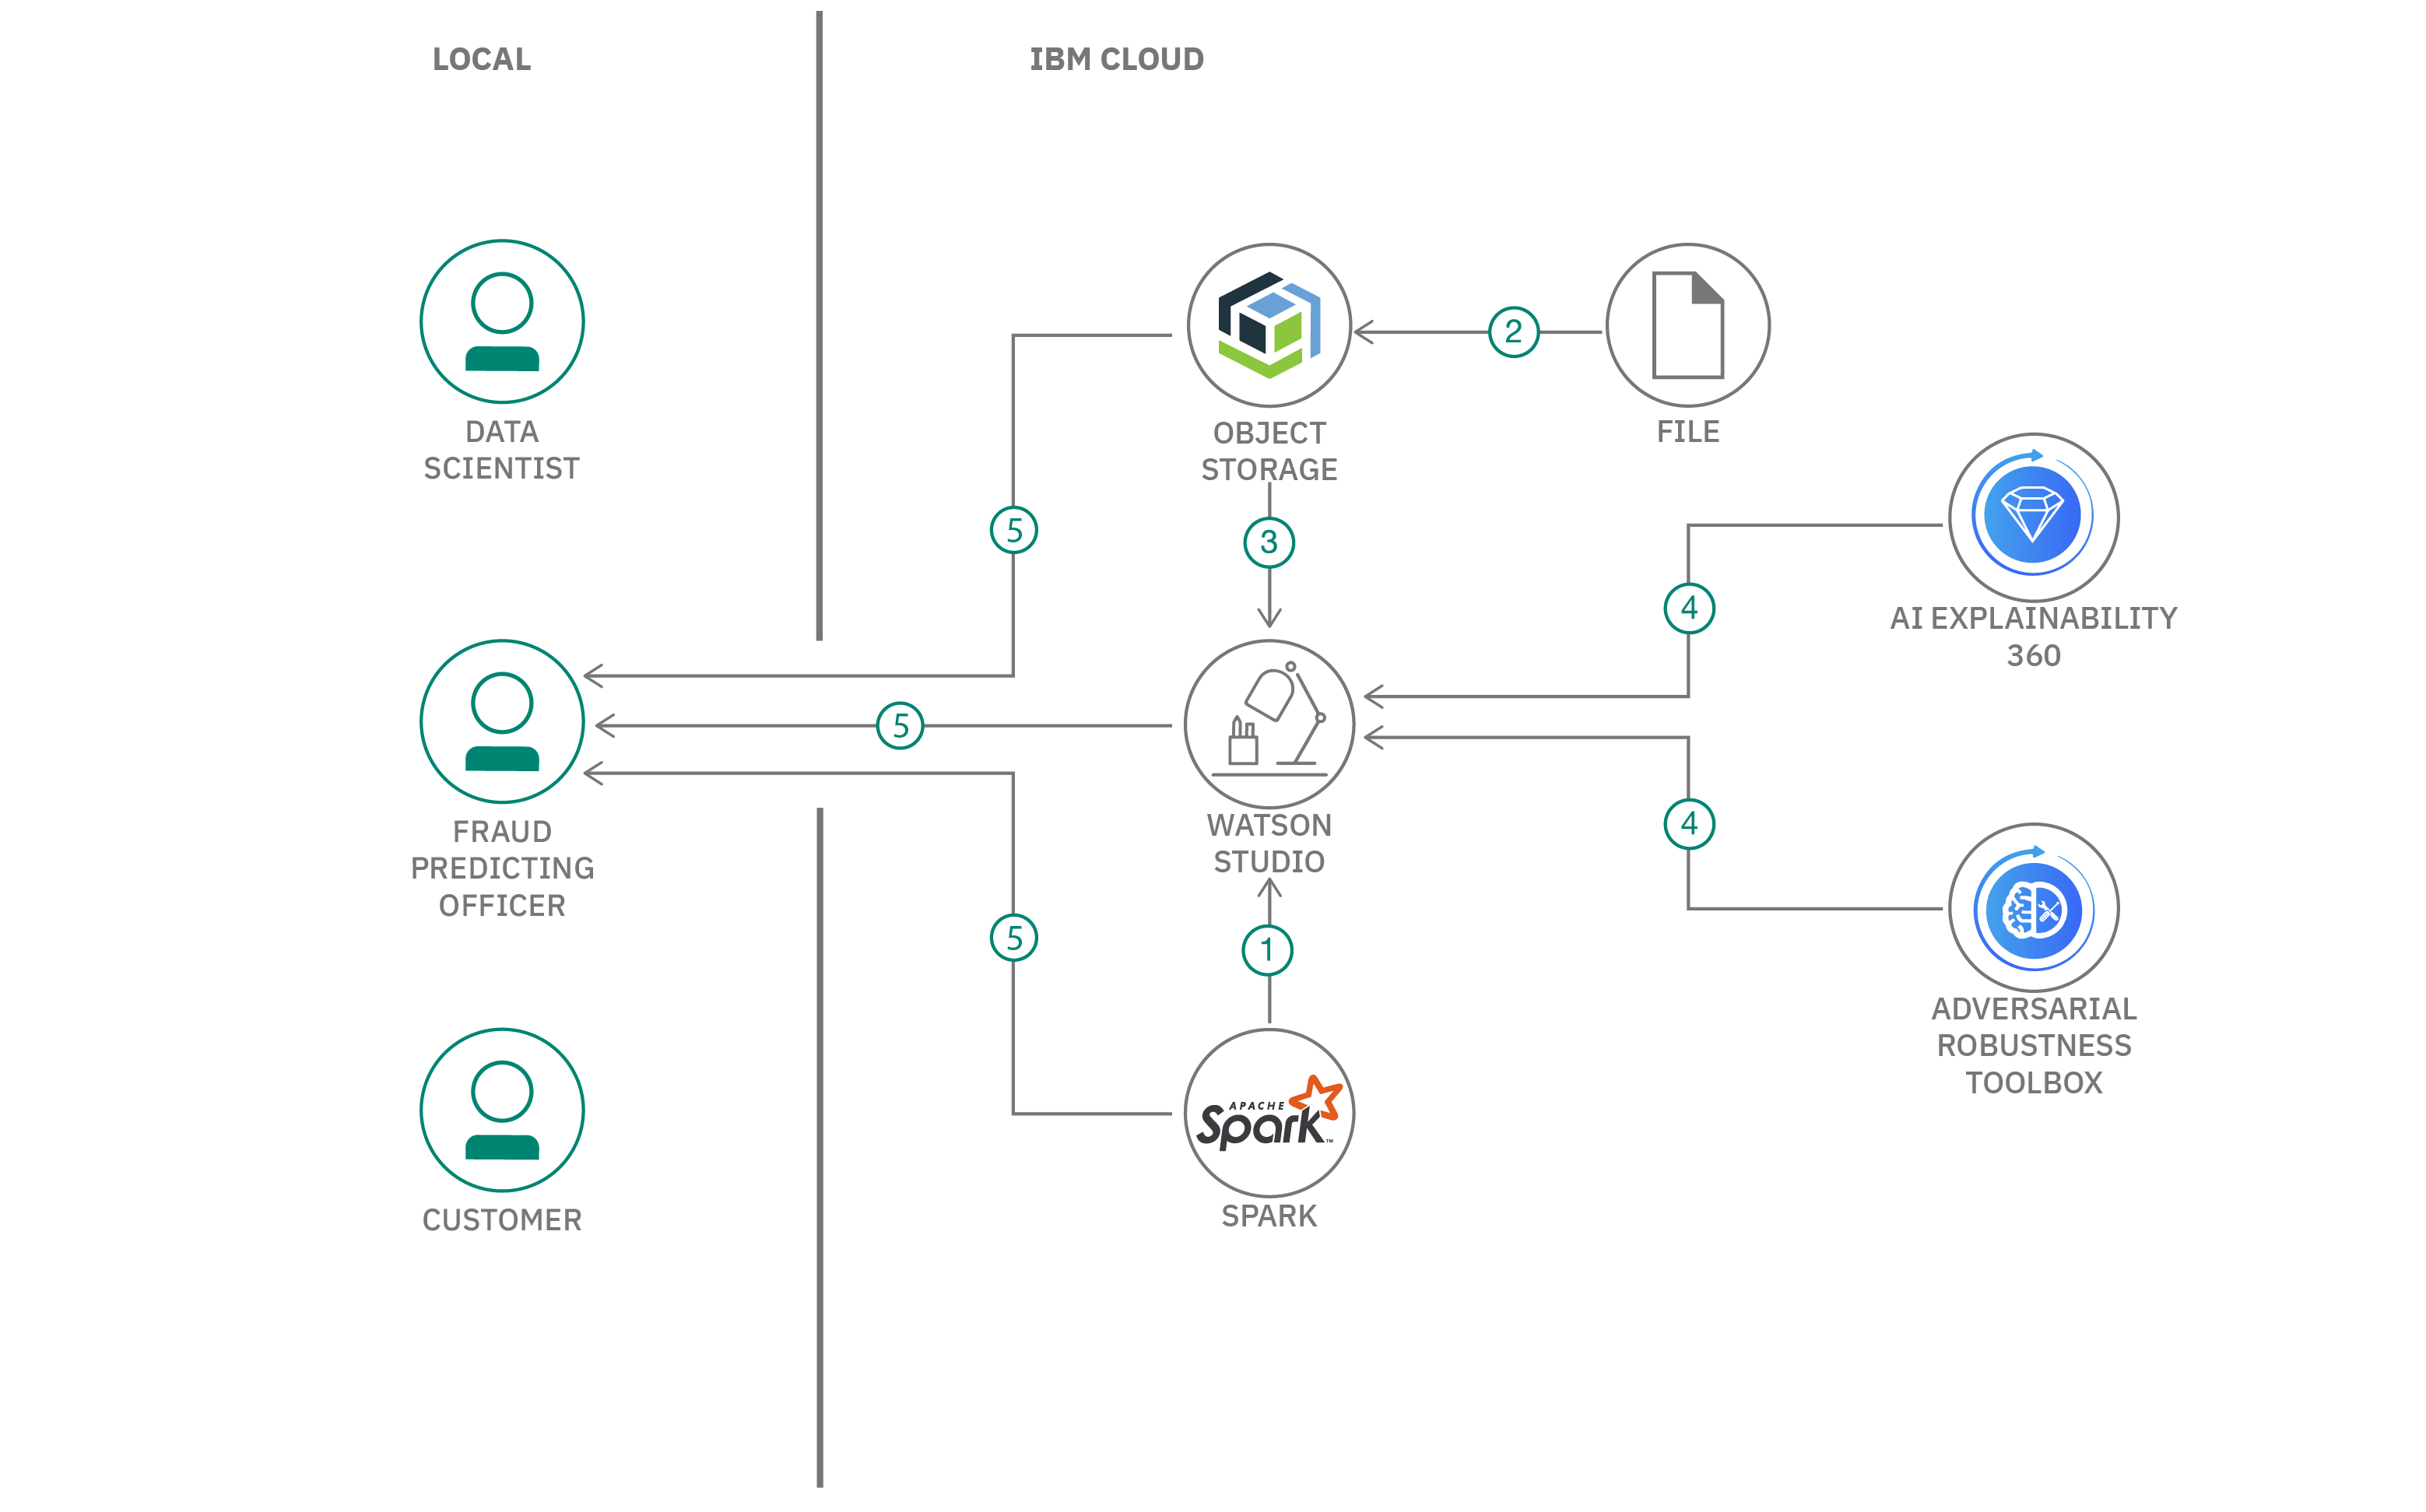 LOCAL
IBM CLOUD
DATA
SCIENTIST
OBJECT
STORAGE
2
FILE
5
3
4
AI EXPLAINABILITY
360
5
FRAUD
PREDICTING
OFFICER
WATSON
STUDIO
4
5
1
ADVERSARIAL
ROBUSTNESS
TOOLBOX
APACHE
Spark™
CUSTOMER
SPARK